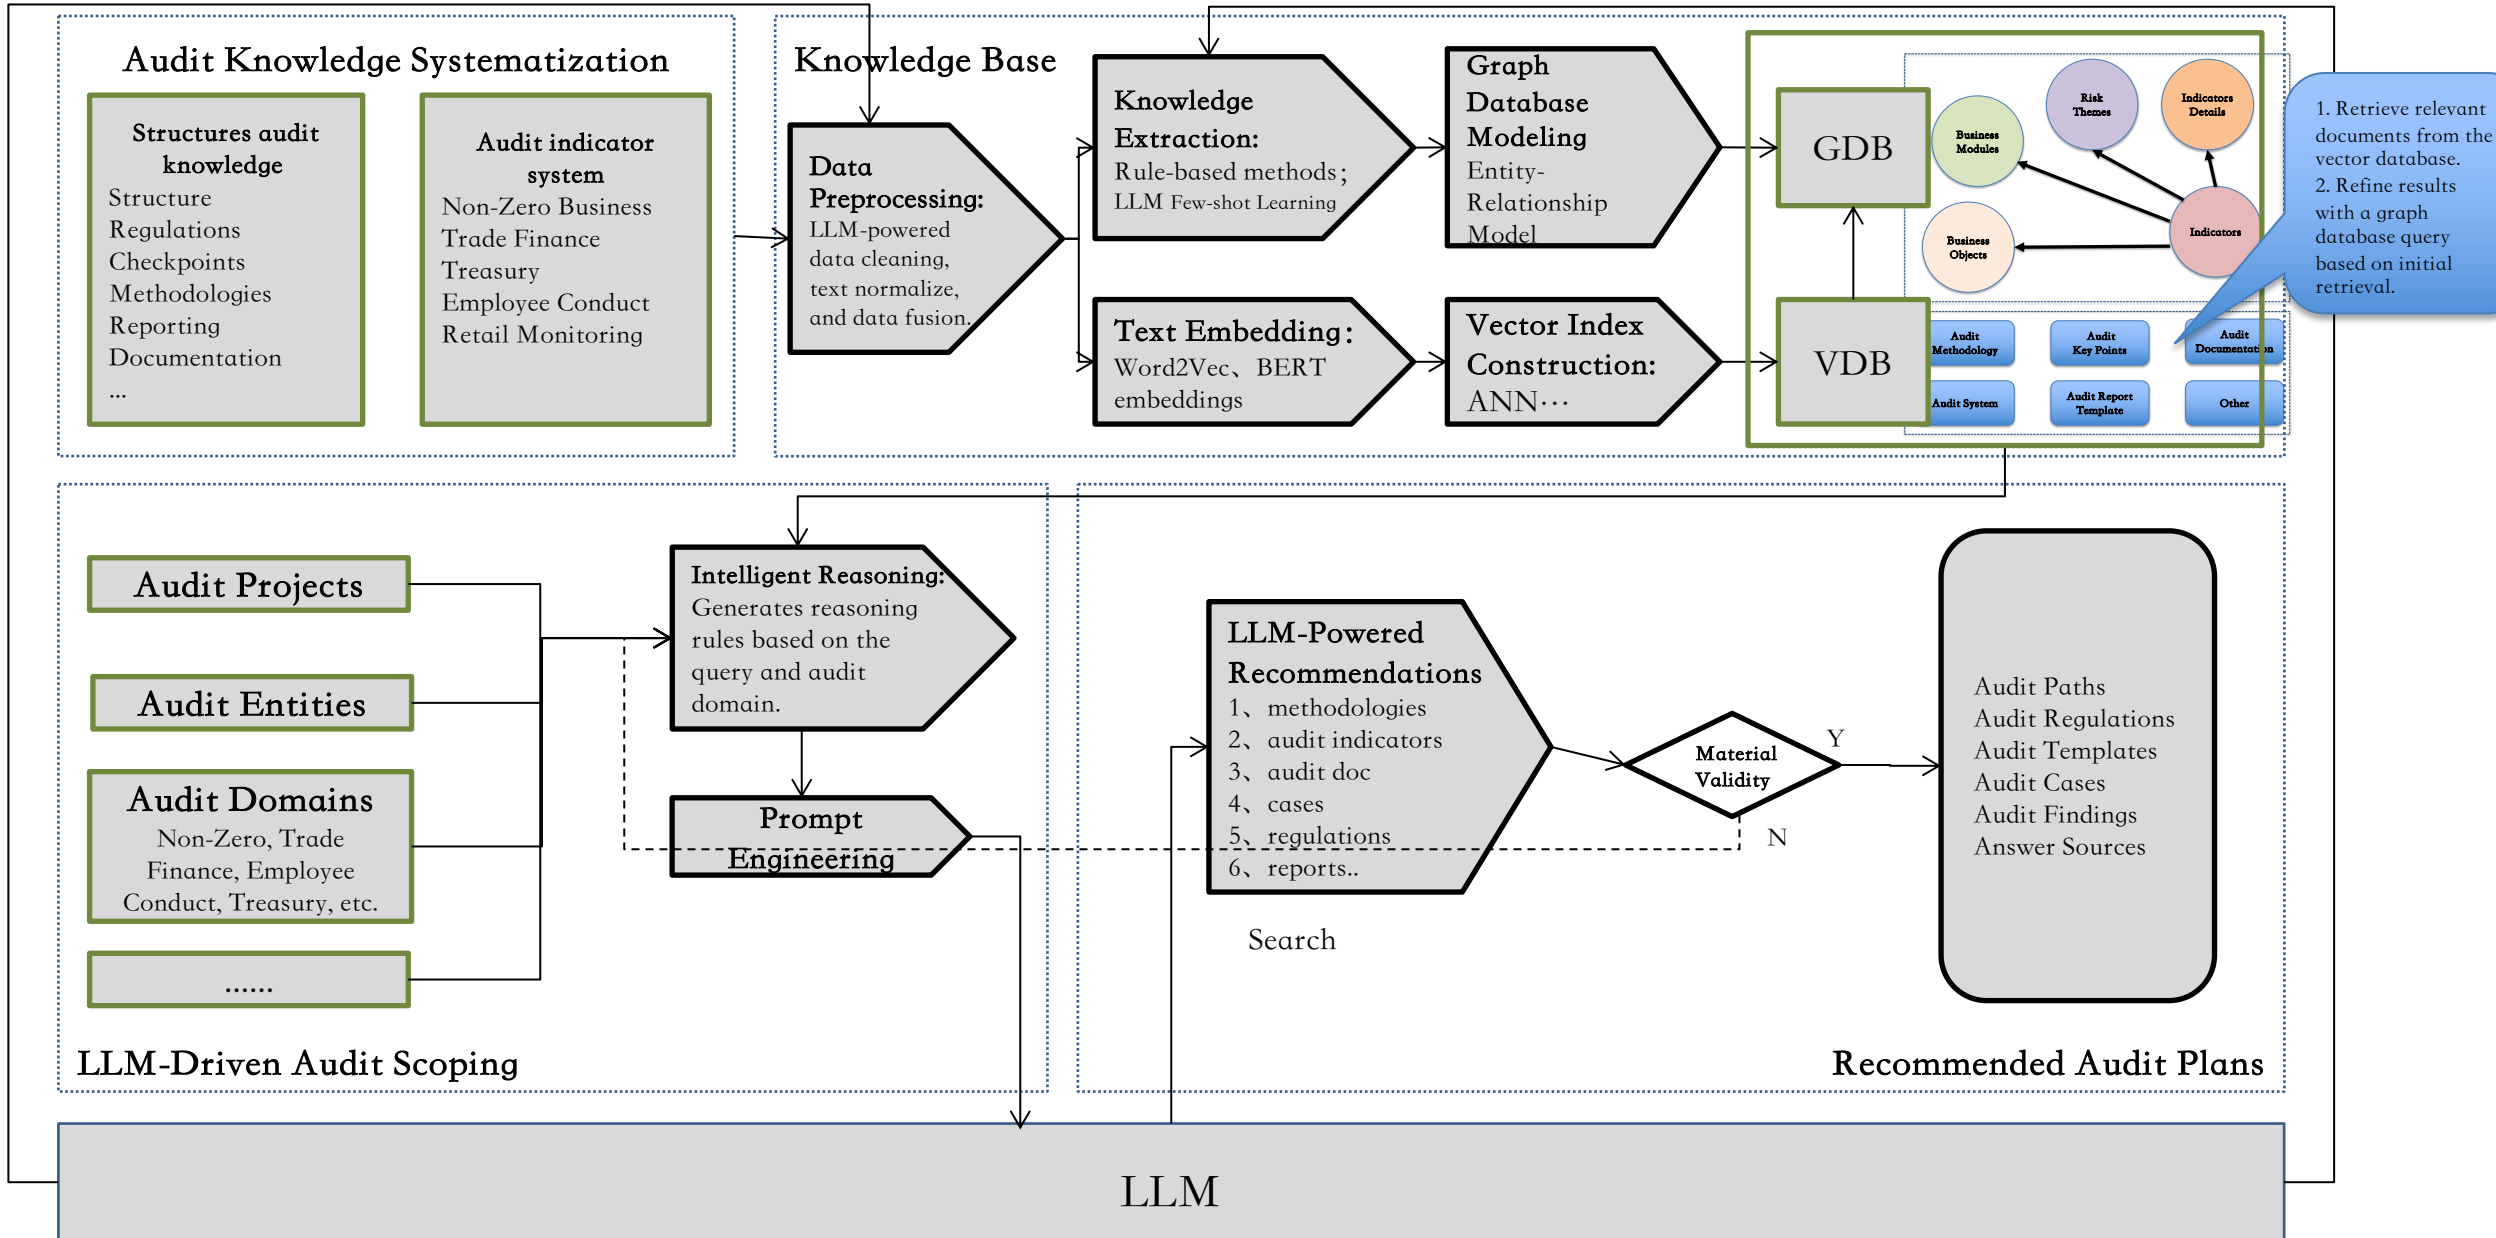 Audit Knowledge Systematization
Structures audit
knowledge
Structure
Regulations
Checkpoints
Methodologies
Reporting
Documentation
...
Audit indicator
system
Non-Zero Business
Trade Finance
Treasury
Employee Conduct
Retail Monitoring
Knowledge Base
Data
Preprocessing:
LLM-powered
data cleaning,
text normalize,
and data fusion.
Knowledge
Extraction:
Rule-based methods；
LLM Few-shot Learning
Graph
Database
Modeling
Entity-
Relationship
Model
Text Embedding：
Word2Vec、BERT
embeddings
Vector Index
Construction:
ANN…
GDB
VDB
Business
Modules
Risk
Themes
Indicators
Details
Business
Objects
Indicators
Audit
Methodology
Audit
Key Points
Audit
Documentation
Audit System
Audit Report
Template
Other
1. Retrieve relevant
documents from the
vector database.
2. Refine results
with a graph
database query
based on initial
retrieval.
Audit Projects
Audit Entities
Audit Domains
Non-Zero, Trade
Finance, Employee
Conduct, Treasury, etc.
......
Intelligent Reasoning:
Generates reasoning
rules based on the
query and audit
domain.
Prompt
Engineering
LLM-Driven Audit Scoping
LLM-Powered
Recommendations
1、methodologies
2、audit indicators
3、audit doc
4、cases
5、regulations
6、reports..
Search
Material
Validity
Y
N
Audit Paths
Audit Regulations
Audit Templates
Audit Cases
Audit Findings
Answer Sources
Recommended Audit Plans
LLM